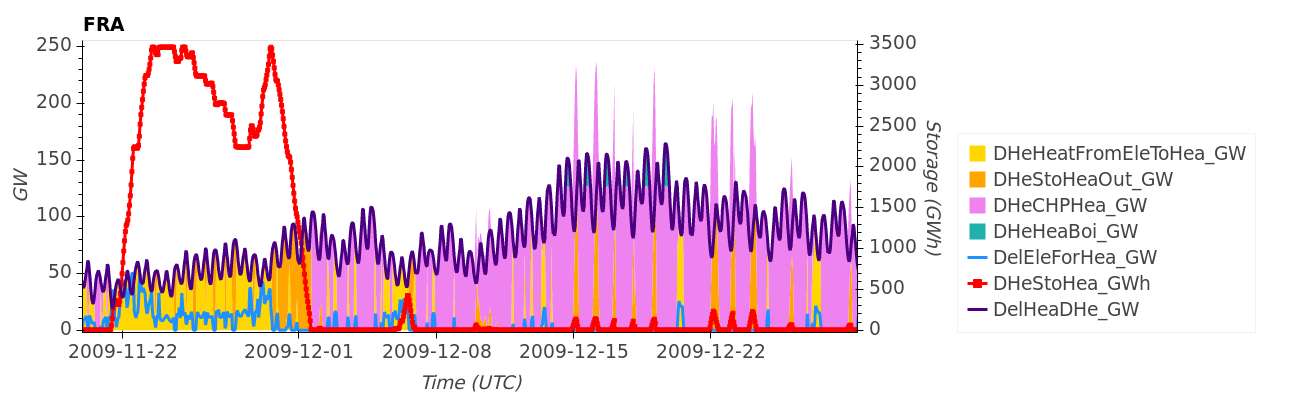 FRA
250
200
150
100
50
0
GW
3500
3000
2500
2000
1500
1000
500
0
Storage (GWh)
2009-11-22 2009-12-01 2009-12-08 2009-12-15 2009-12-22
Time (UTC)
DHeHeatFromEleToHea_GW
DHeStoHeaOut_GW
DHeCHPHea_GW
DHeHeaBoi_GW
DelEleForHea_GW
DHeStoHea_GWh
DelHeaDHe_GW